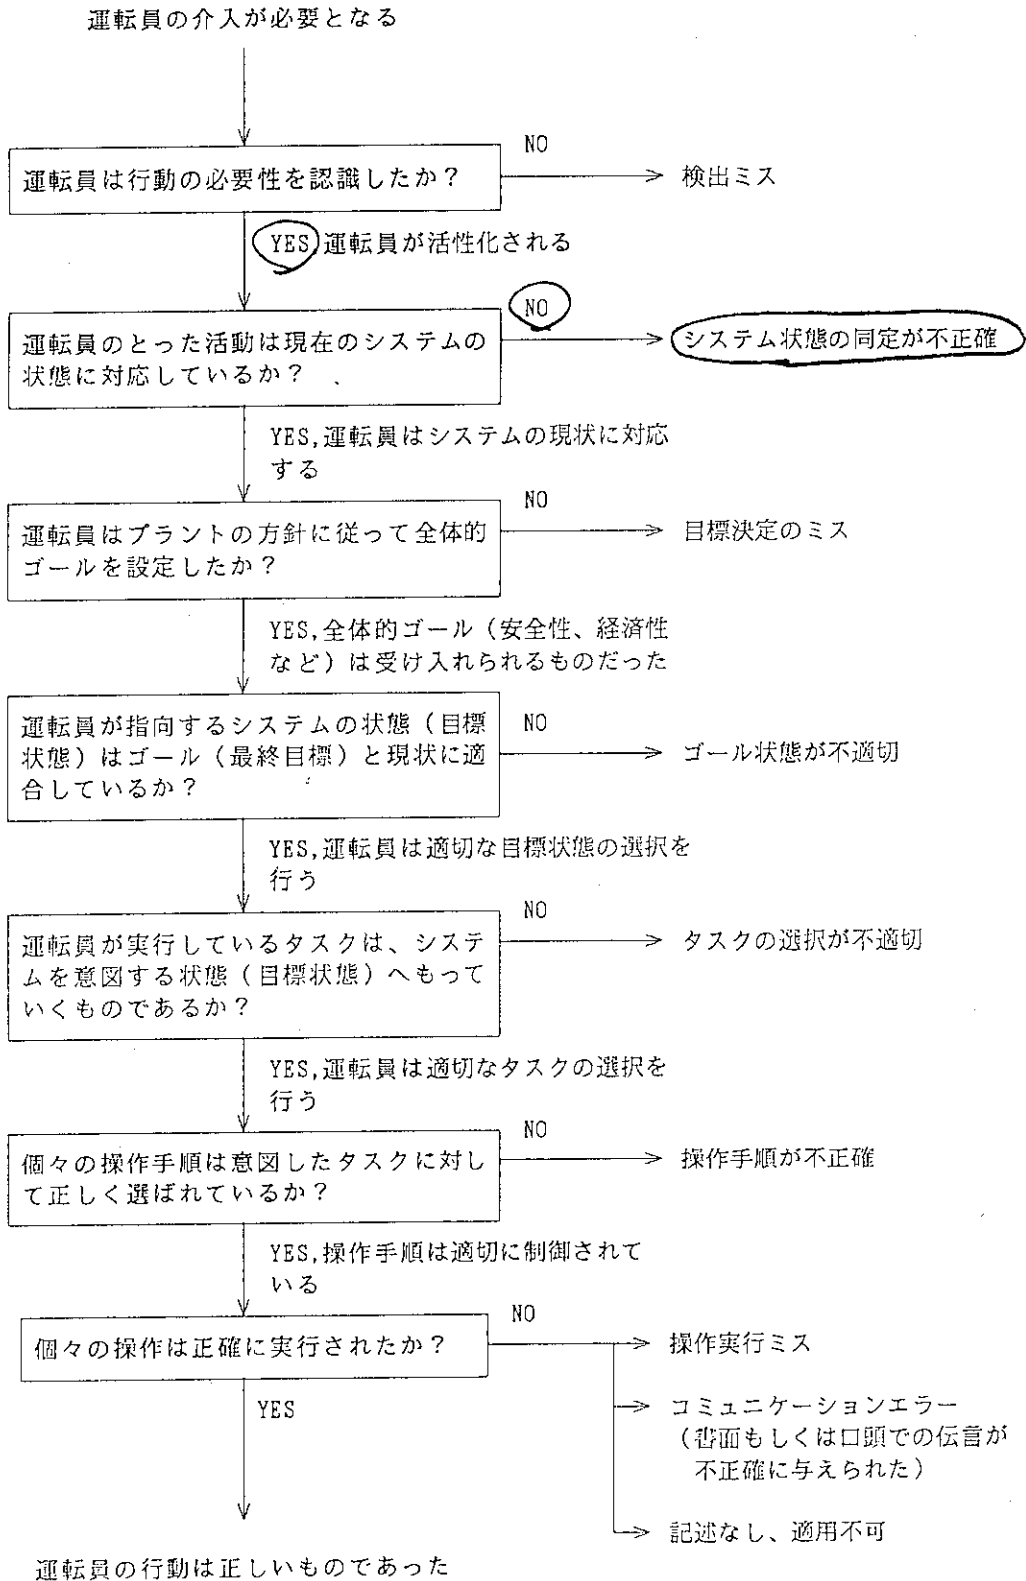 運転員の介入が必要となる
NO
運転員は行動の必要性を認識したか？
検出ミス
YES,運転員が活性化される
NO
運転員のとった活動は現在のシステムの
状態に対応しているか？
システム状態の同定が不正確
YES,運転員はシステムの現状に対応
する
NO
運転員はプラントの方針に従って全体的
ゴールを設定したか？
目標決定のミス
YES,全体的ゴール（安全性、経済性
など）は受け入れられるものだった
NO
運転員が指向するシステムの状態（目標
状態）はゴール（最終目標）と現状に適
合しているか？
ゴール状態が不適切
YES,運転員は適切な目標状態の選択を
行う
NO
運転員が実行しているタスクは、システ
ムを意図する状態（目標状態）へもって
いくものであるか？
タスクの選択が不適切
YES,運転員は適切なタスクの選択を
行う
NO
個々の操作手順は意図したタスクに対し
て正しく選ばれているか？
操作手順が不正確
YES,操作手順は適切に制御されて
いる
NO
個々の操作は正確に実行されたか？
操作実行ミス
YES
コミュニケーションエラー
（書面もしくは口頭での伝言が
不正確に与えられた）
記述なし、適用不可
運転員の行動は正しいものであった